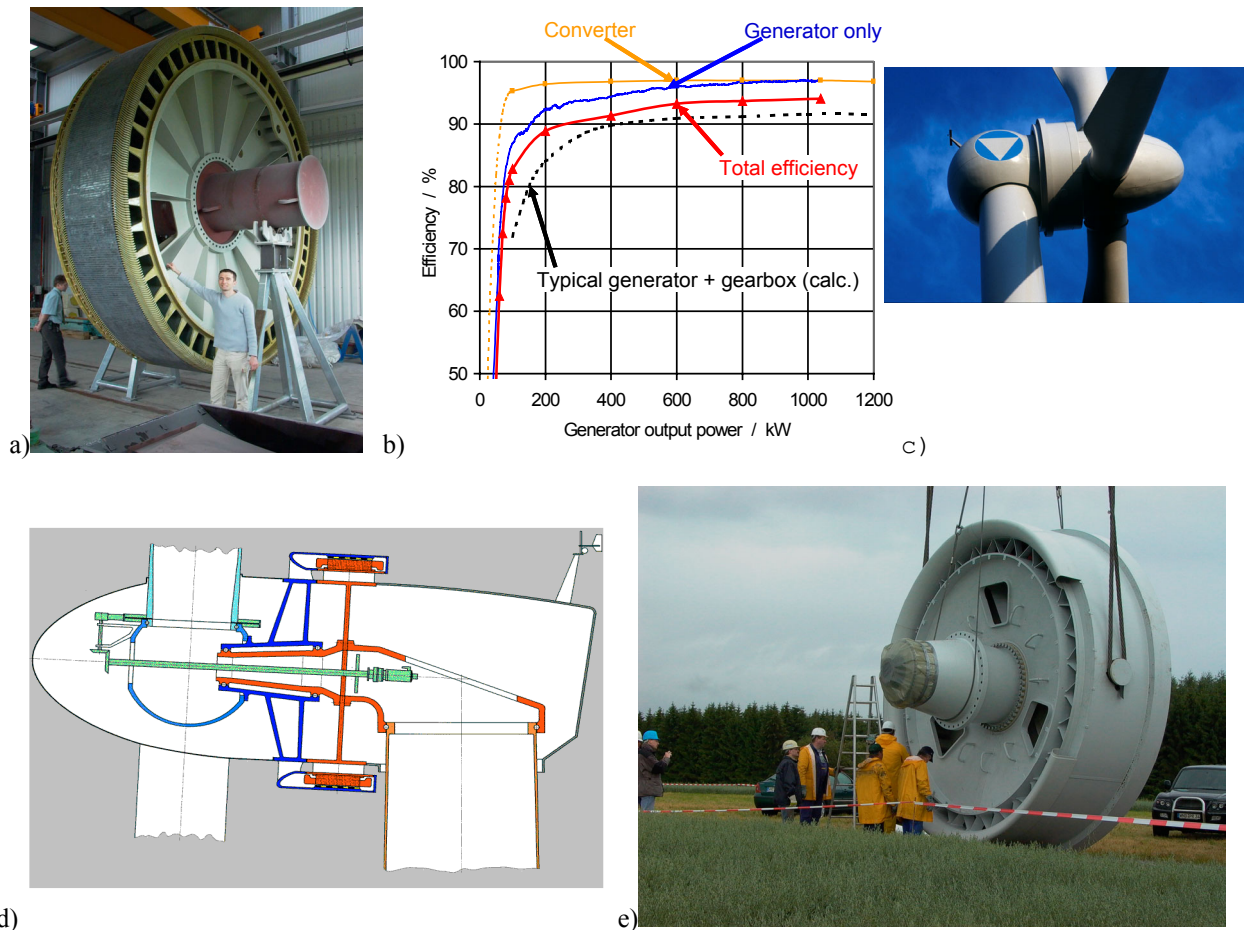 Converter
Generator only
100
90
80
70
60
50
Efficiency / %
Total efficiency
Typical generator + gearbox (calc.)
0 200 400 600 800 1000 1200
Generator output power / kW
a)
b)
c)
d)
e)